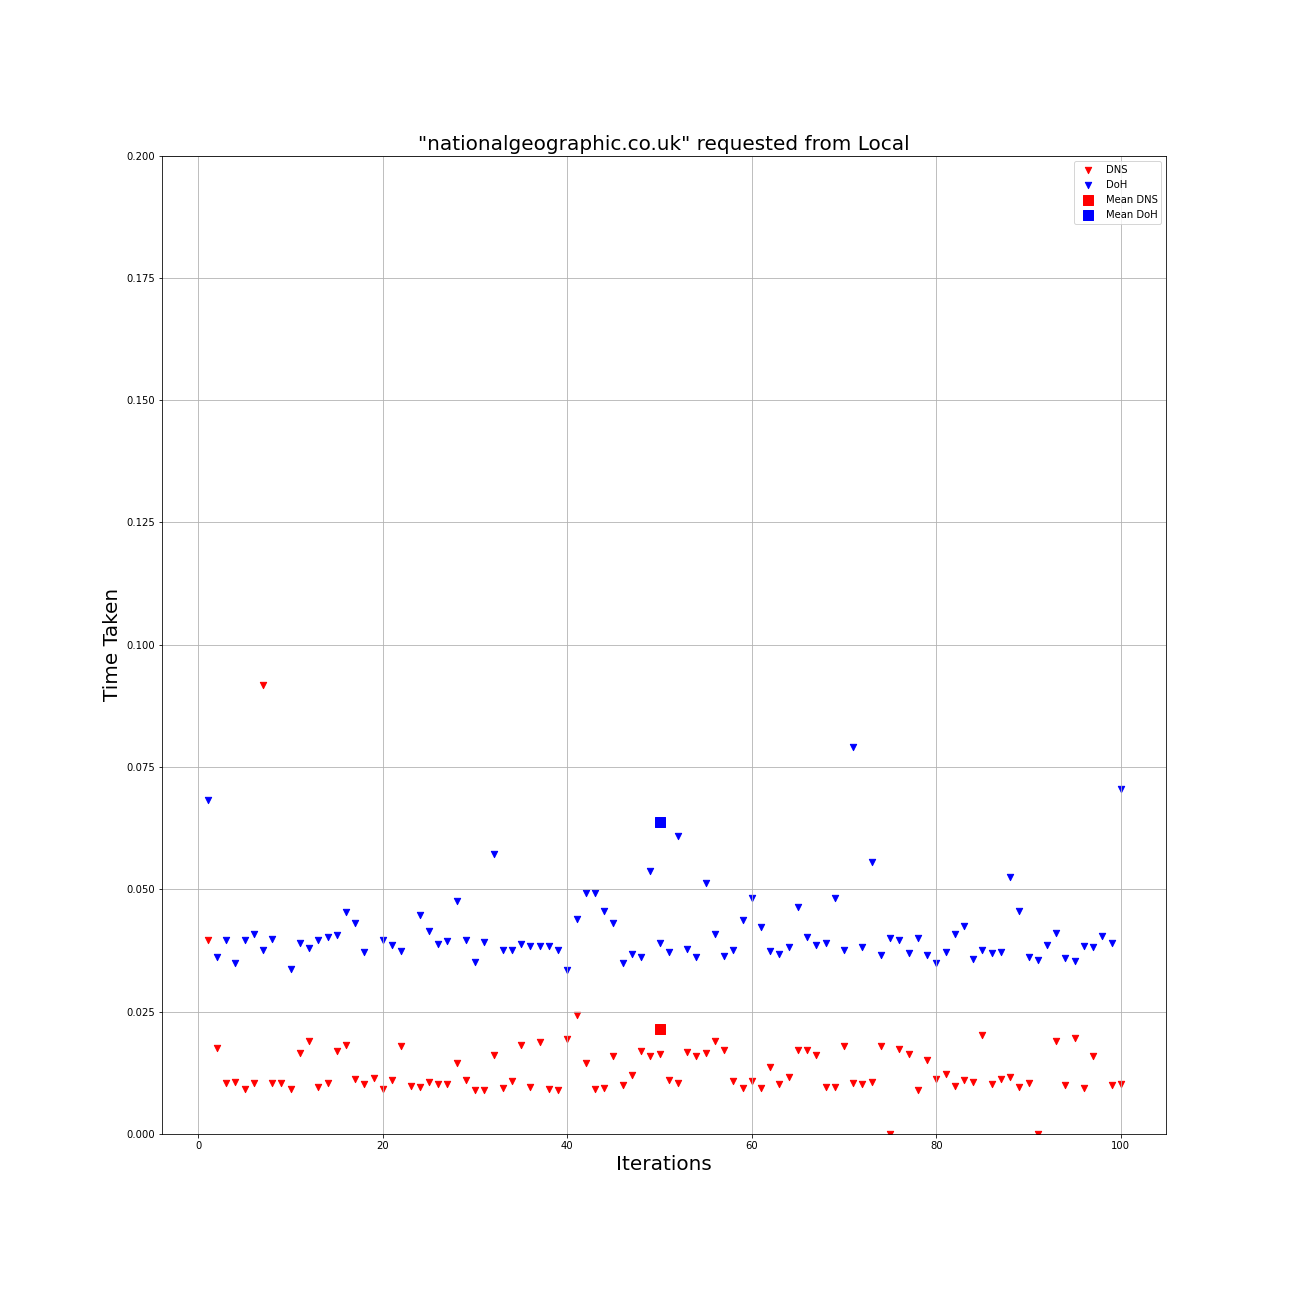 "nationalgeographic.co.uk" requested from Local
DNS
DoH
Mean DNS
Mean DoH
0.200
0.175
0.150
0.125
0.100
0.075
0.050
0.025
0.000
Time Taken
0 20 40 60 80 100
Iterations